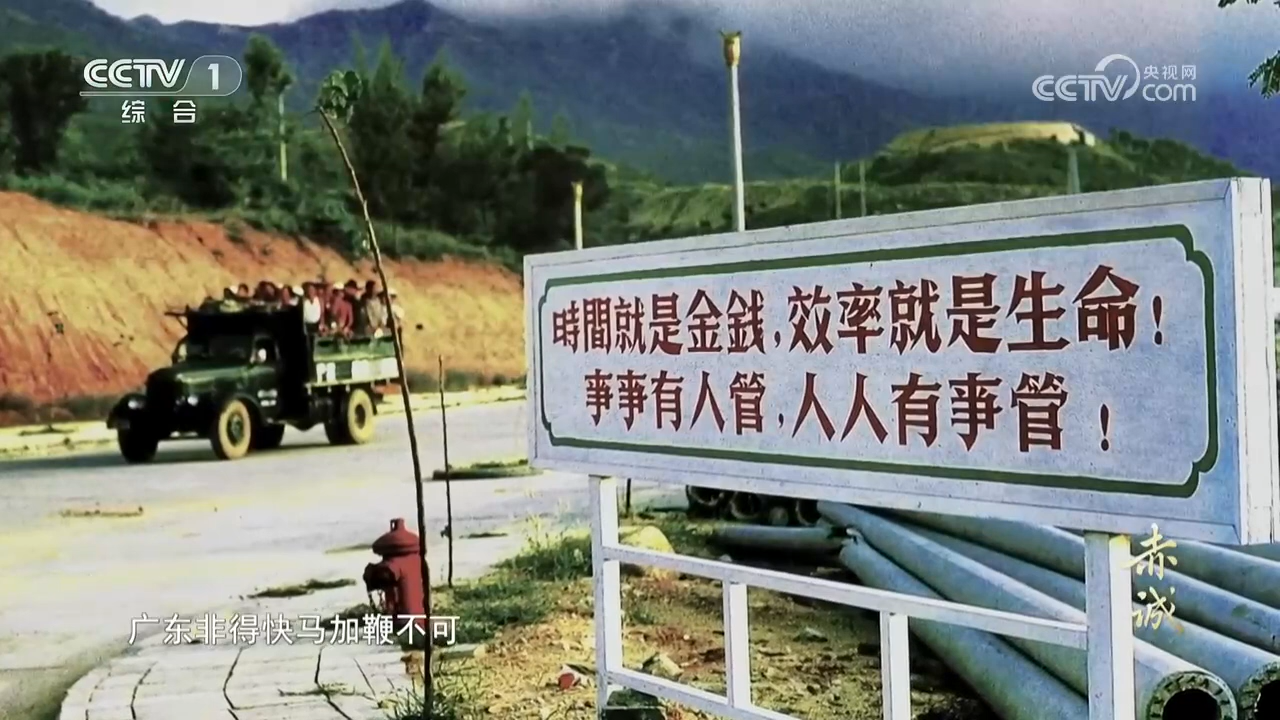 CCTV 1
综合
CCTV 央视网
com
時間就是金錢,效率就是生命!
事事有人管,人人有事管!
赤诚
广东非得快马加鞭不可